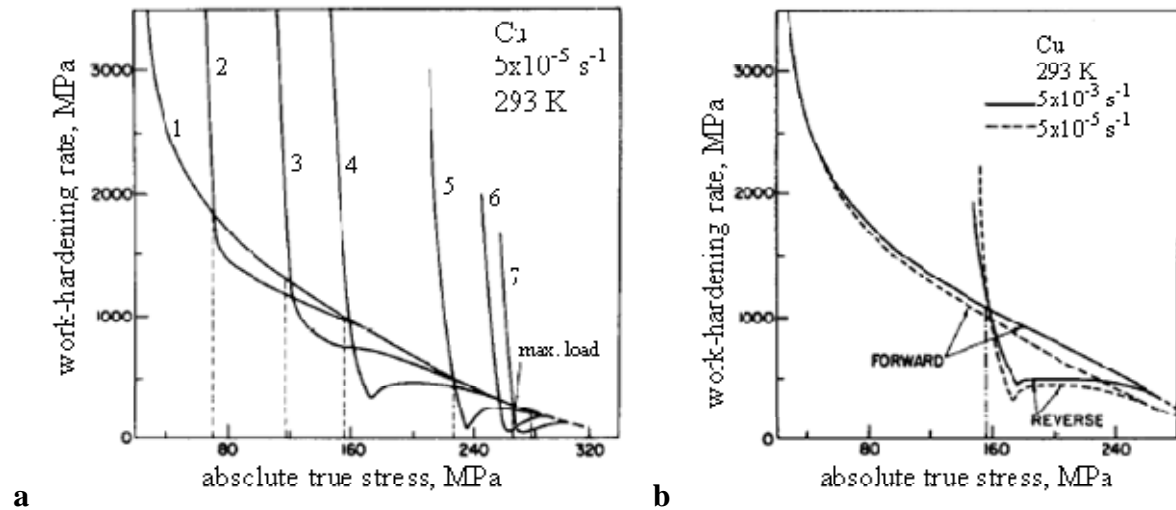 Cu
5x10⁻⁵ s⁻¹
293 K
3000
2000
1000
0
80
160
240
320
1
2
3
4
5
6
7
max. load
work-hardening rate, MPa
absclute true stress, MPa
a
Cu
293 K
5x10⁻³ s⁻¹
5x10⁻⁵ s⁻¹
3000
2000
1000
0
80
160
240
FORWARD
REVERSE
work-hardening rate, MPa
absolute true stress, MPa
b